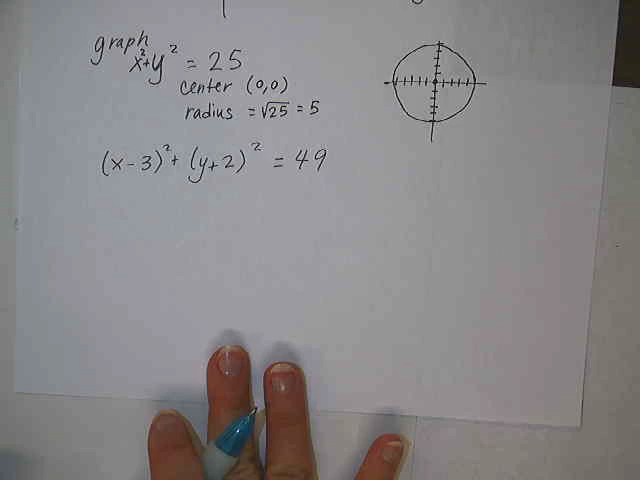 graph
x²+y² = 25
center (0,0)
radius = √25 = 5
(x-3)²+ (y+2)² = 49